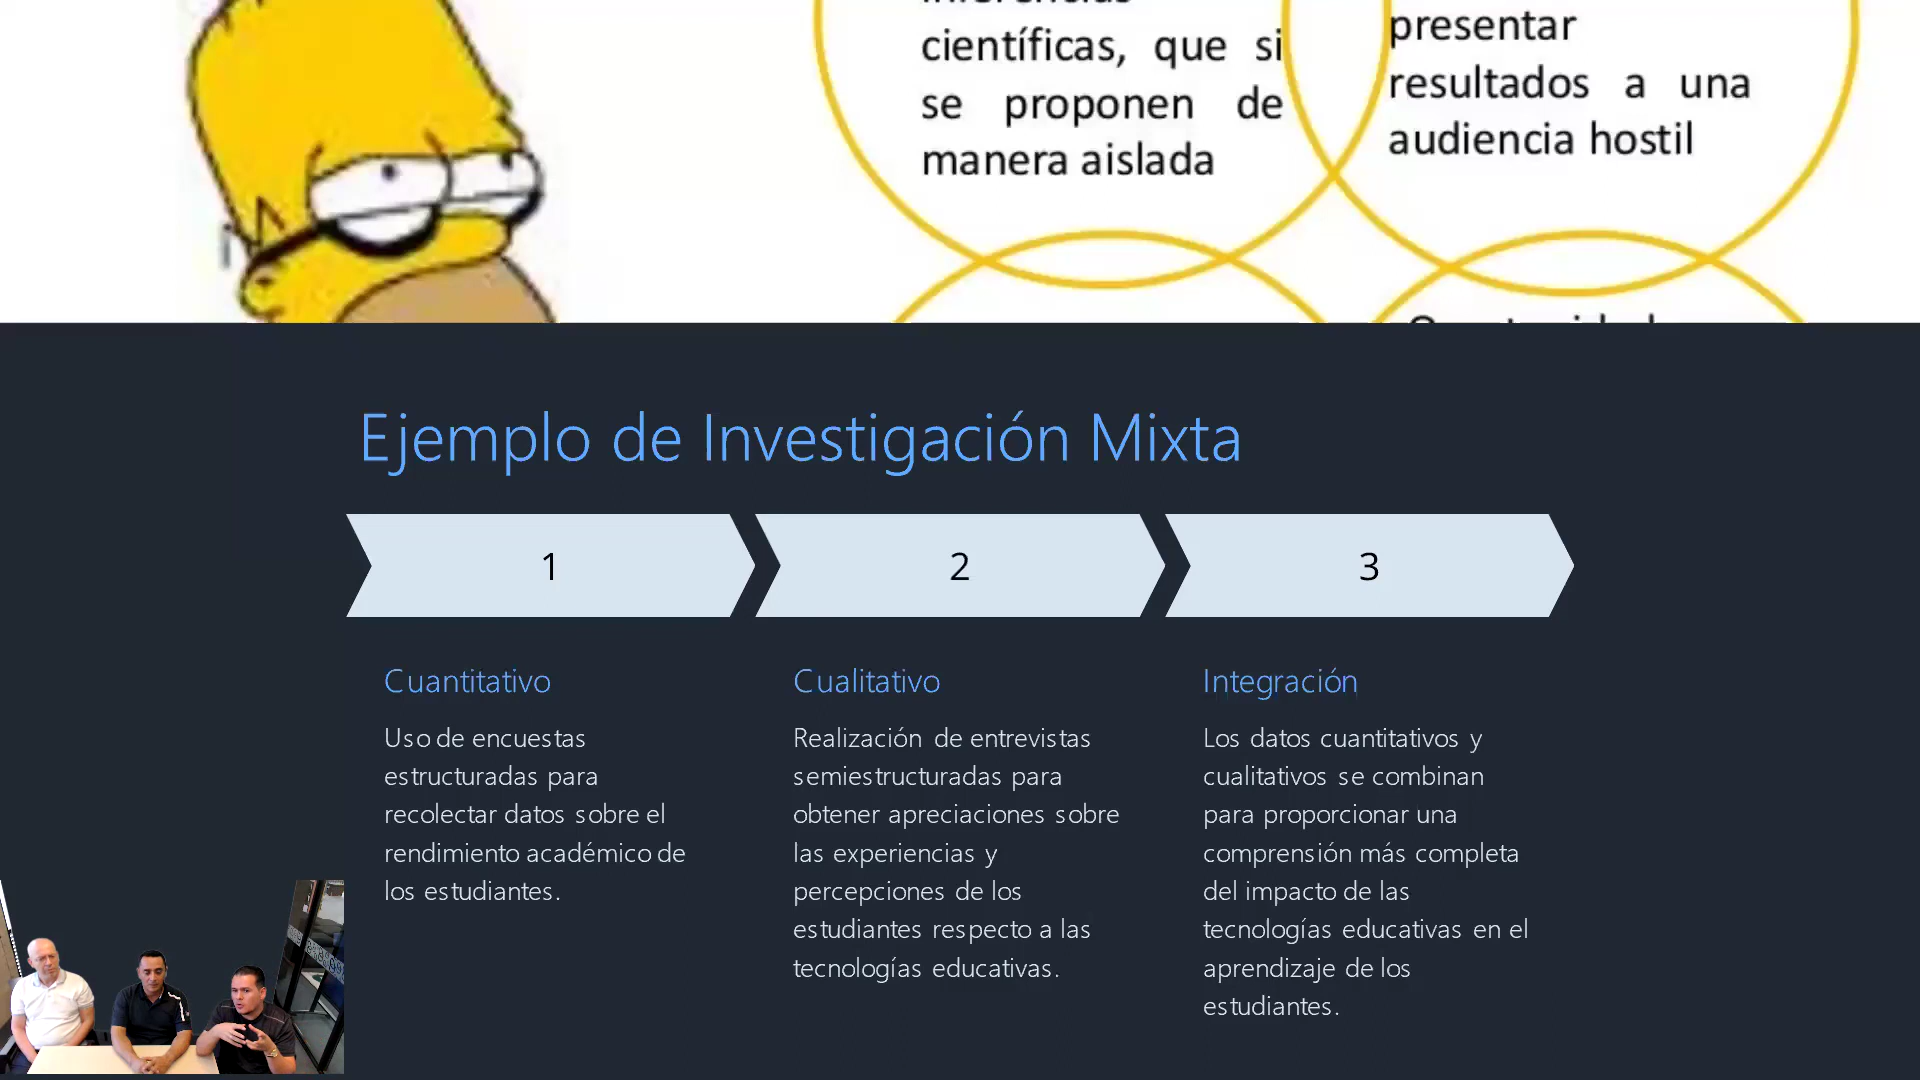 científicas, que si
se proponen de
manera aislada
presentar
resultados a una
audiencia hostil
Ejemplo de Investigación Mixta
1
2
3
Cuantitativo
Uso de encuestas
estructuradas para
recolectar datos sobre el
rendimiento académico de
los estudiantes.
Cualitativo
Realización de entrevistas
semiestructuradas para
obtener apreciaciones sobre
las experiencias y
percepciones de los
estudiantes respecto a las
tecnologías educativas.
Integración
Los datos cuantitativos y
cualitativos se combinan
para proporcionar una
comprensión más completa
del impacto de las
tecnologías educativas en el
aprendizaje de los
estudiantes.